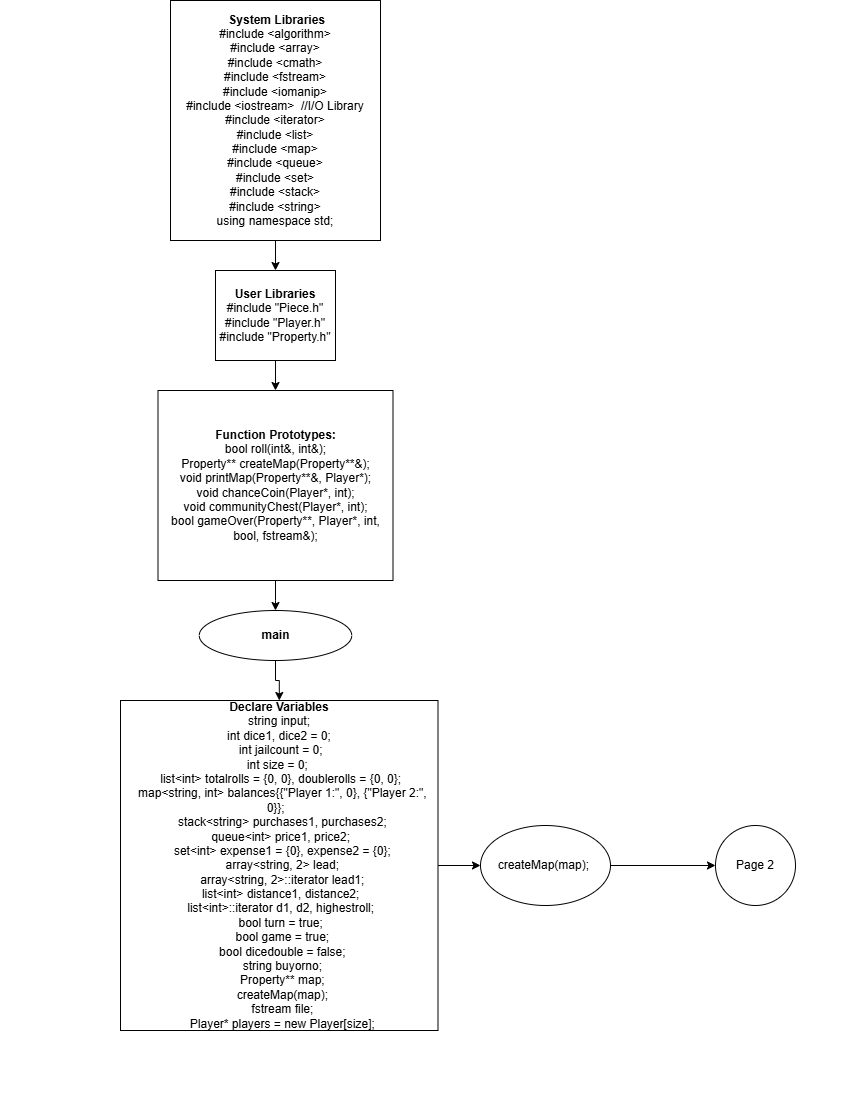 System Libraries
#include <algorithm>
#include <array>
#include <cmath>
#include <fstream>
#include <iomanip>
#include <iostream>  //I/O Library
#include <iterator>
#include <list>
#include <map>
#include <queue>
#include <set>
#include <stack>
#include <string>
using namespace std;
User Libraries
#include "Piece.h"
#include "Player.h"
#include "Property.h"
Function Prototypes:
bool roll(int&, int&);
Property** createMap(Property**&);
void printMap(Property**&, Player*);
void chanceCoin(Player*, int);
void communityChest(Player*, int);
bool gameOver(Property**, Player*, int,
bool, fstream&);
main
Declare Variables
string input;
int dice1, dice2 = 0;
int jailcount = 0;
int size = 0;
list<int> totalrolls = {0, 0}, doublerolls = {0, 0};
map<string, int> balances{{"Player 1:", 0}, {"Player 2:",
0}};
stack<string> purchases1, purchases2;
queue<int> price1, price2;
set<int> expense1 = {0}, expense2 = {0};
array<string, 2> lead;
array<string, 2>::iterator lead1;
list<int> distance1, distance2;
list<int>::iterator d1, d2, highestroll;
bool turn = true;
bool game = true;
bool dicedouble = false;
string buyorno;
Property** map;
createMap(map);
fstream file;
Player* players = new Player[size];
createMap(map);
Page 2